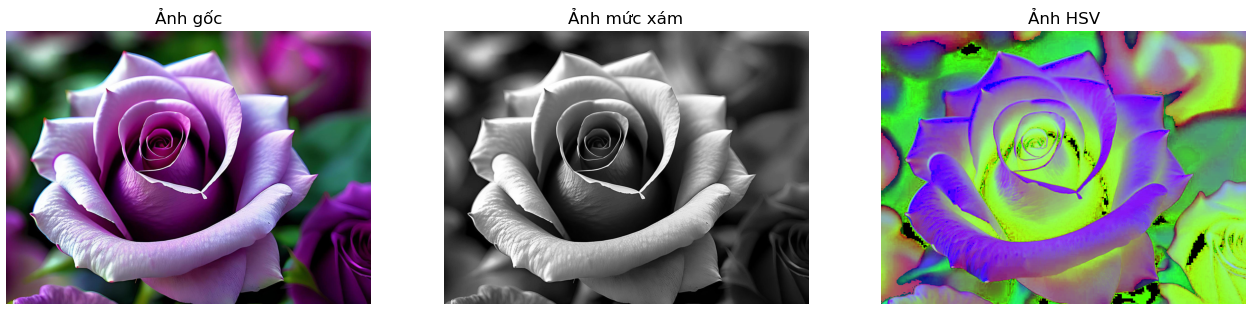 Ảnh gốc
Ảnh mức xám
Ảnh HSV